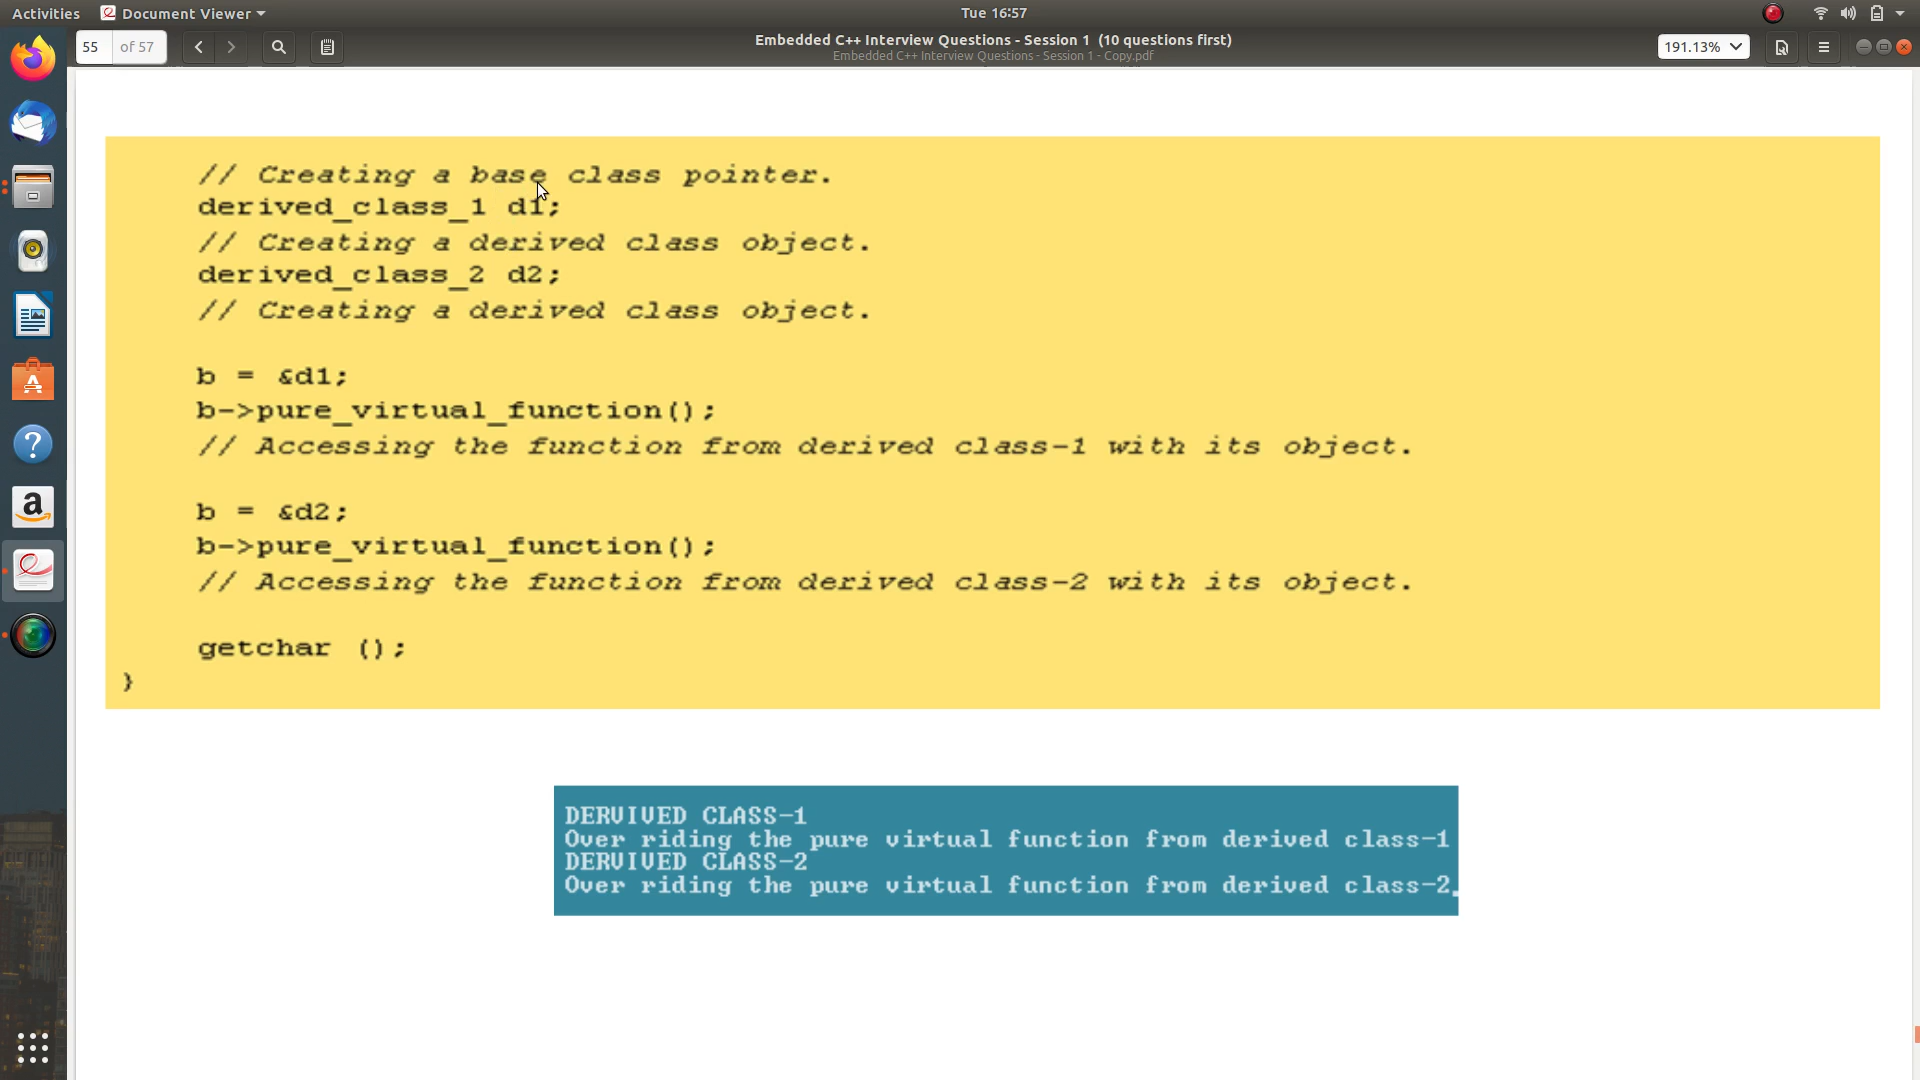 Activities
Document Viewer
Tue 16:57
55
of 57
Embedded C++ Interview Questions - Session 1 (10 questions first)
Embedded C++ Interview Questions - Session 1 - Copy.pdf
191.13%
// Creating a base class pointer.
derived_class_1 d1;
// Creating a derived class object.
derived_class_2 d2;
// Creating a derived class object.
b = &d1;
b->pure_virtual_function();
// Accessing the function from derived class-1 with its object.
b = &d2;
b->pure_virtual_function();
// Accessing the function from derived class-2 with its object.
getchar ();
}
DERVIVED CLASS-1
Over riding the pure virtual function from derived class-1
DERVIVED CLASS-2
Over riding the pure virtual function from derived class-2